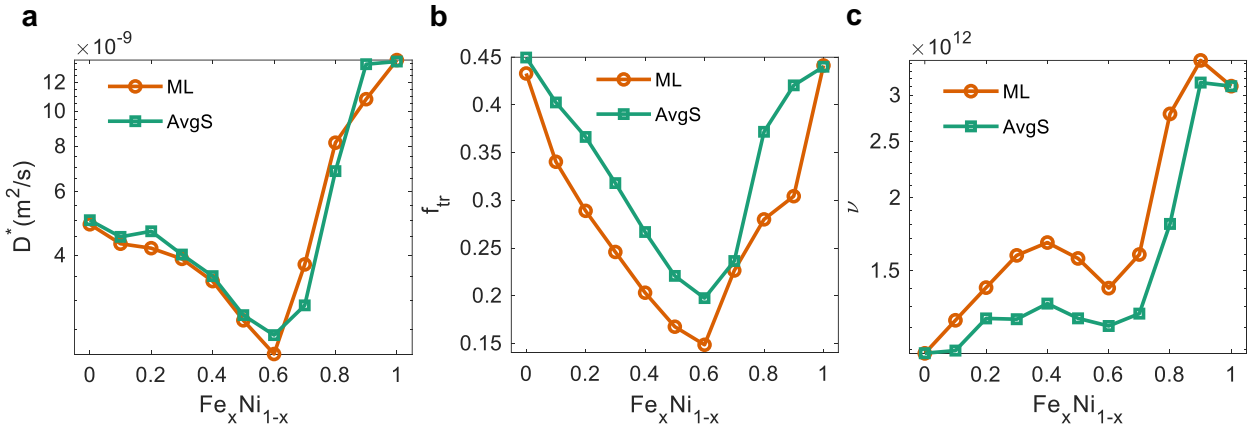 a
×10⁻⁹
12
10
8
6
4
D* (m²/s)
ML
AvgS
0 0.2 0.4 0.6 0.8 1
FeₓNi₁₋ₓ
b
0.45
0.4
0.35
0.3
0.25
0.2
0.15
fₜᵣ
ML
AvgS
0 0.2 0.4 0.6 0.8 1
FeₓNi₁₋ₓ
c
×10¹²
3
2.5
2
1.5
ν
ML
AvgS
0 0.2 0.4 0.6 0.8 1
FeₓNi₁₋ₓ